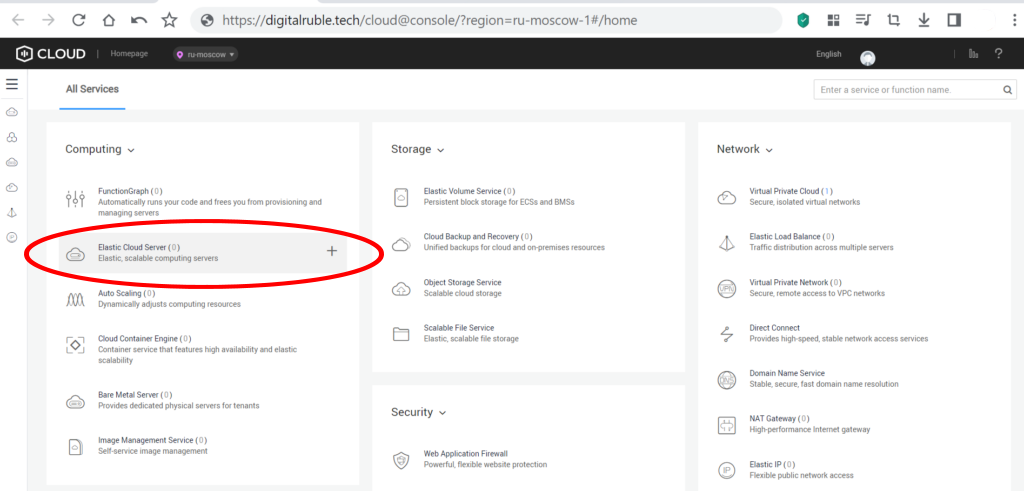 https://digitalruble.tech/cloud@console/?region=ru-moscow-1#/home
CLOUD | Homepage ru-moscow English ?
All Services
Enter a service or function name.
Computing
FunctionGraph (0)
Automatically runs your code and frees you from provisioning and
managing servers
Elastic Cloud Server (0)
Elastic, scalable computing servers
Auto Scaling (0)
Dynamically adjusts computing resources
Cloud Container Engine (0)
Container service that features high availability and elastic
scalability
Bare Metal Server (0)
Provides dedicated physical servers for tenants
Image Management Service (0)
Self-service image management
Storage
Elastic Volume Service (0)
Persistent block storage for ECSs and BMSs
Cloud Backup and Recovery (0)
Unified backups for cloud and on-premises resources
Object Storage Service
Scalable cloud storage
Scalable File Service
Elastic, scalable file storage
Security
Web Application Firewall
Powerful, flexible website protection
Network
Virtual Private Cloud (1)
Secure, isolated virtual networks
Elastic Load Balance (0)
Traffic distribution across multiple servers
VPN
Virtual Private Network (0)
Secure, remote access to VPC networks
Direct Connect
Provides high-speed, stable network access services
Domain Name Service
Stable, secure, fast domain name resolution
NAT Gateway (0)
High-performance Internet gateway
IP
Elastic IP (0)
Flexible public network access